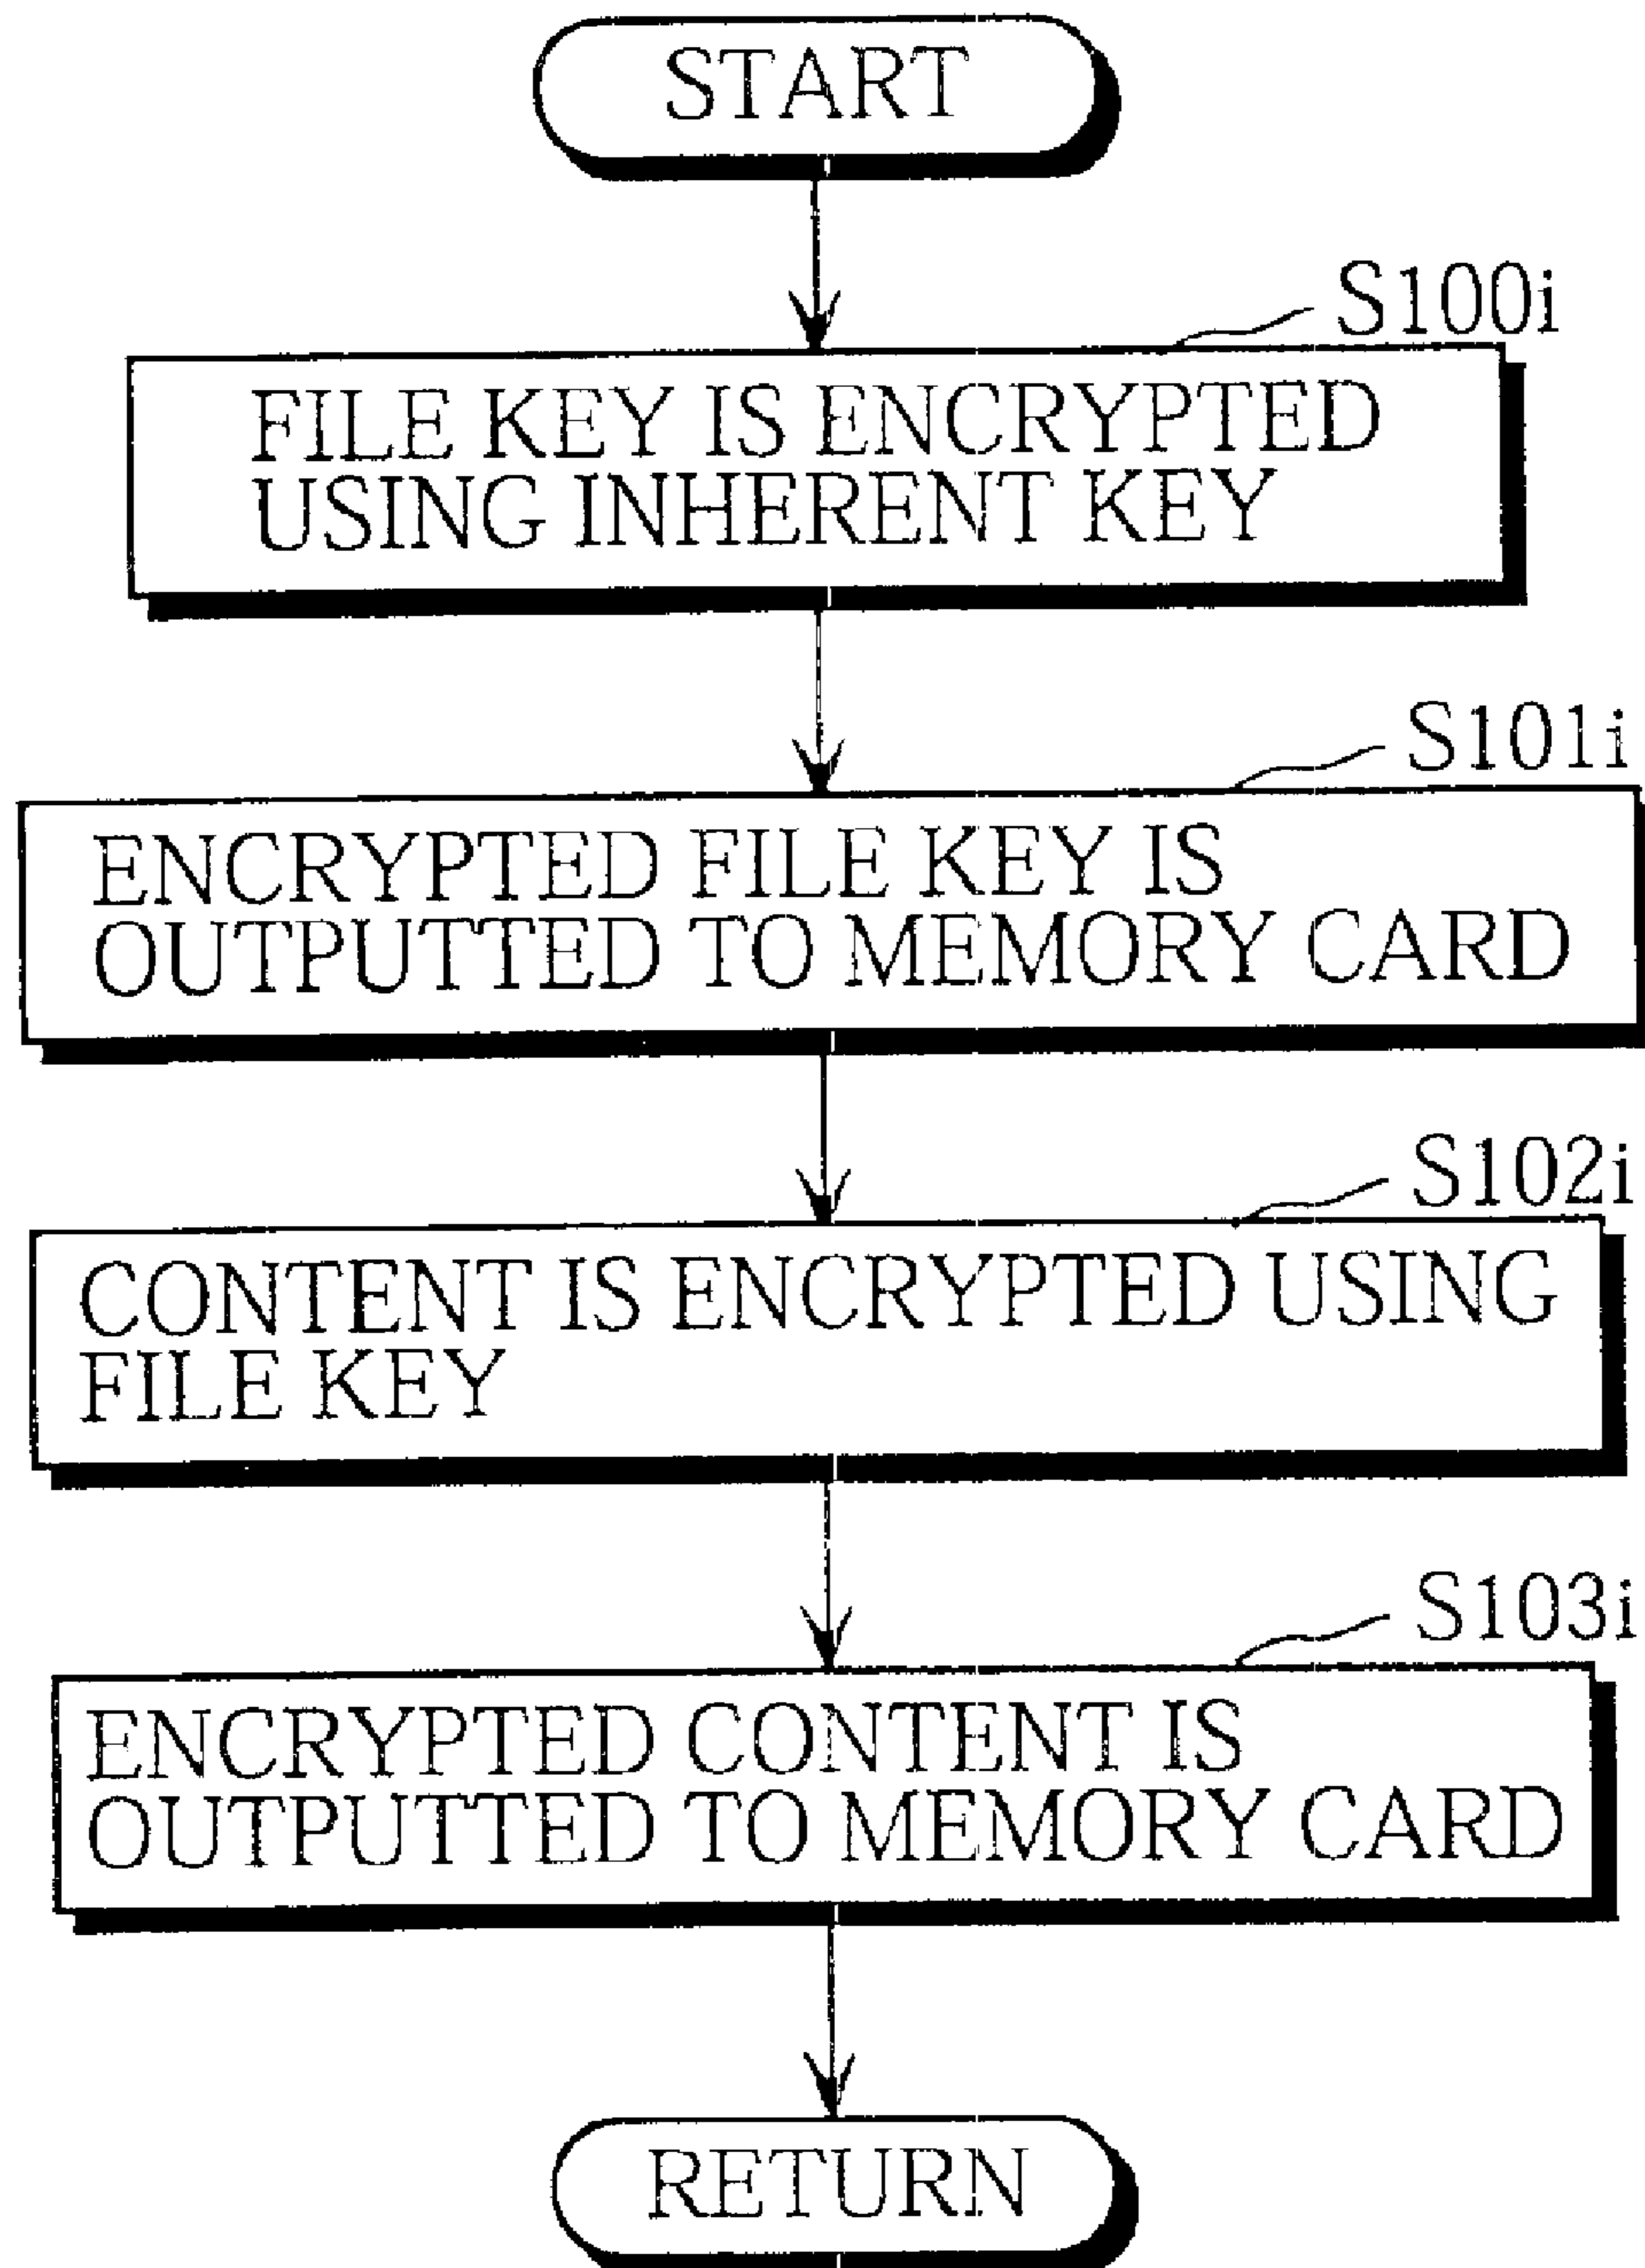 START
S100i
FILE KEY IS ENCRYPTED
USING INHERENT KEY
S101i
ENCRYPTED FILE KEY IS
OUTPUTTED TO MEMORY CARD
S102i
CONTENT IS ENCRYPTED USING
FILE KEY
S103i
ENCRYPTED CONTENT IS
OUTPUTTED TO MEMORY CARD
RETURN